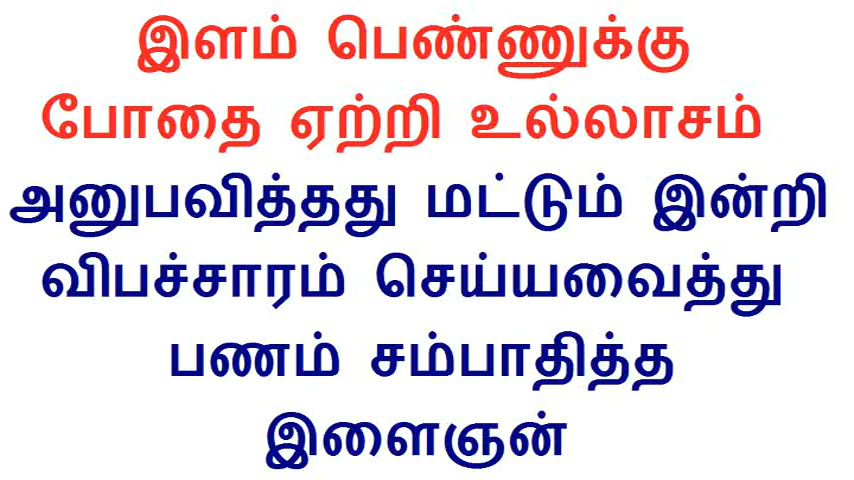 இளம் பெண்ணுக்கு
போதை ஏற்றி உல்லாசம்
அனுபவித்தது மட்டும் இன்றி
விபச்சாரம் செய்யவைத்து
பணம் சம்பாதித்த
இளைஞன்